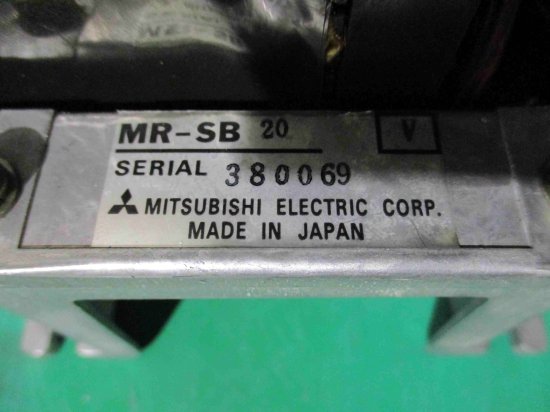 MR-SB 20 V
SERIAL 380069
MITSUBISHI ELECTRIC CORP.
MADE IN JAPAN